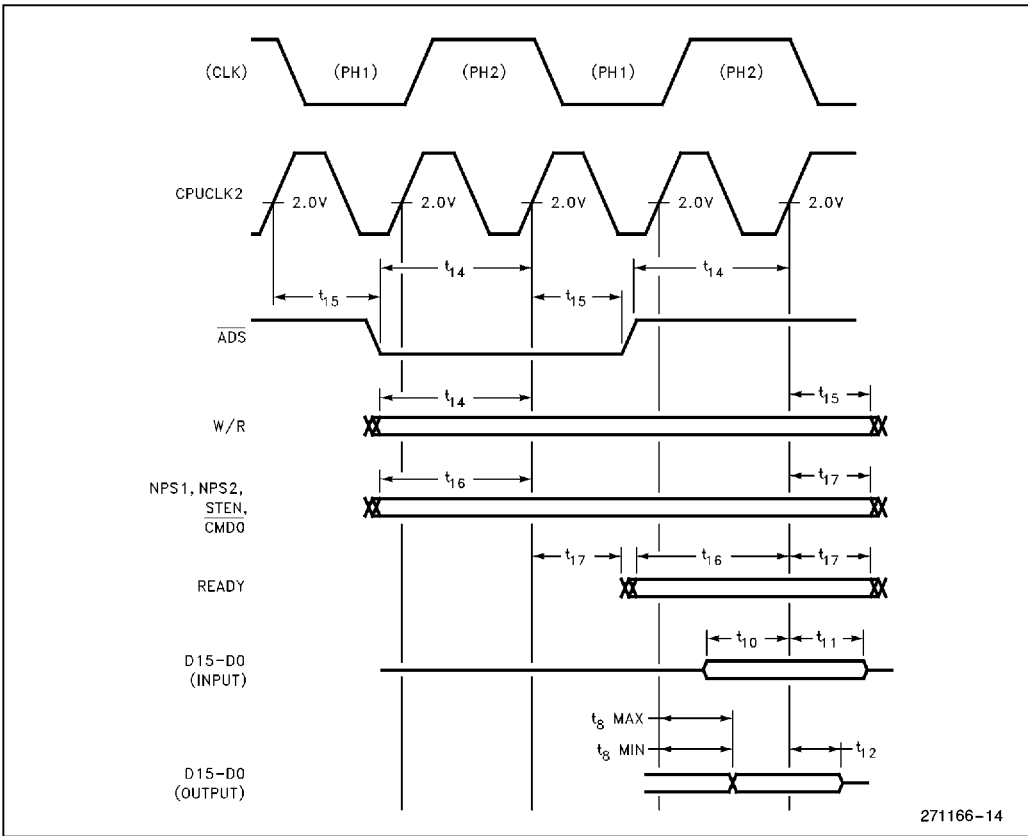 (CLK) (PH1) (PH2) (PH1) (PH2)
CPUCLK2 2.0V 2.0V 2.0V 2.0V 2.0V
t14 t14
t15 t15
ADS
t14 t15
W/R
t16 t17
NPS1, NPS2,
STEN,
CMD0
t17 t16 t17
READY
t10 t11
D15-D0
(INPUT)
t8 MAX
t8 MIN t12
D15-D0
(OUTPUT)
271166-14